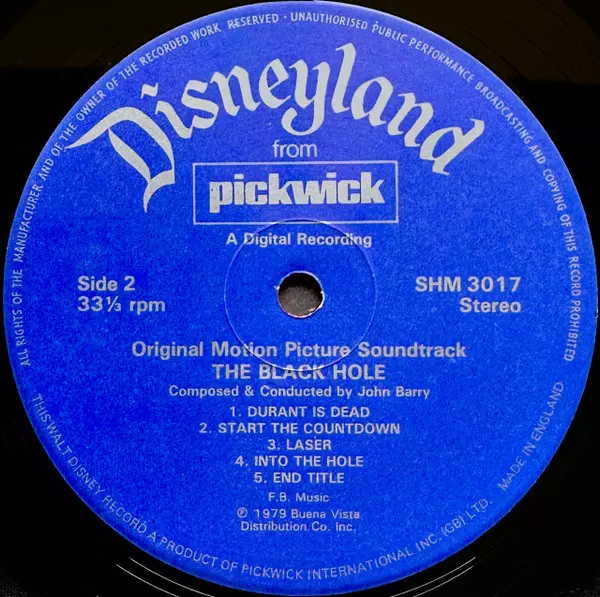 ALL RIGHTS OF THE MANUFACTURER AND OF THE OWNER OF THE RECORDED WORK RESERVED · UNAUTHORISED PUBLIC PERFORMANCE BROADCASTING AND COPYING OF THIS RECORD PROHIBITED
Disneyland
from
pickwick
A Digital Recording
Side 2
33⅓ rpm
SHM 3017
Stereo
Original Motion Picture Soundtrack
THE BLACK HOLE
Composed & Conducted by John Barry
1. DURANT IS DEAD
2. START THE COUNTDOWN
3. LASER
4. INTO THE HOLE
5. END TITLE
F.B. Music
℗ 1979 Buena Vista
Distribution Co. Inc.
THIS WALT DISNEY RECORD A PRODUCT OF PICKWICK INTERNATIONAL INC. (GB) LTD. MADE IN ENGLAND